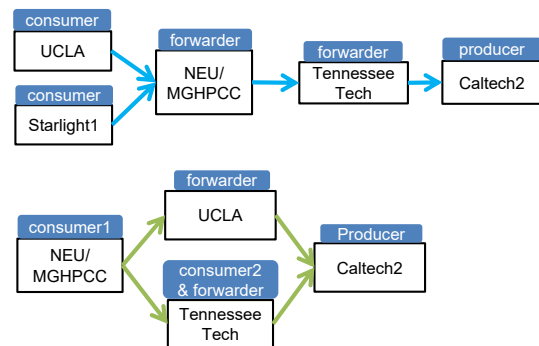 consumer
UCLA
consumer
Starlight1
forwarder
NEU/
MGHPCC
forwarder
Tennessee
Tech
producer
Caltech2
consumer1
NEU/
MGHPCC
forwarder
UCLA
consumer2
& forwarder
Tennessee
Tech
Producer
Caltech2